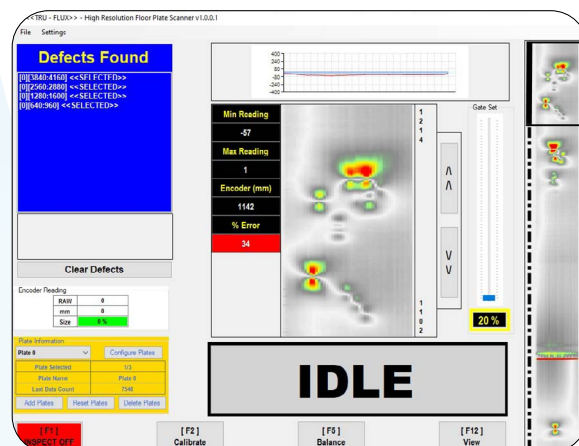 <TRU - FLUX>> - High Resolution Floor Plate Scanner v1.0.0.1
File Settings
Defects Found
[0][3840:4160] <<SELECTED>>
[0][2560:2880] <<SELECTED>>
[0][1280:1600] <<SELECTED>>
[0][640:960] <<SELECTED>>
Clear Defects
Encoder Reading
RAW 0
mm 0
Size 0 %
Plate Information
Plate 0
Configure Plates
Plate Selected 1/3
Plate Name Plate 0
Last Data Count 7546
Add Plates Reset Plates Delete Plates
400
240
80
-80
-240
-400
Min Reading
-57
Max Reading
1
Encoder (mm)
1142
% Error
34
1
2
1
4
1
1
0
2
Gate Set
20 %
IDLE
[ F1 ]
INSPECT OFF
[ F2 ]
Calibrate
[ F5 ]
Balance
[ F12 ]
View